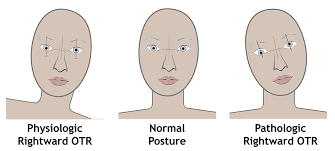 Physiologic
Rightward OTR
Normal
Posture
Pathologic
Rightward OTR